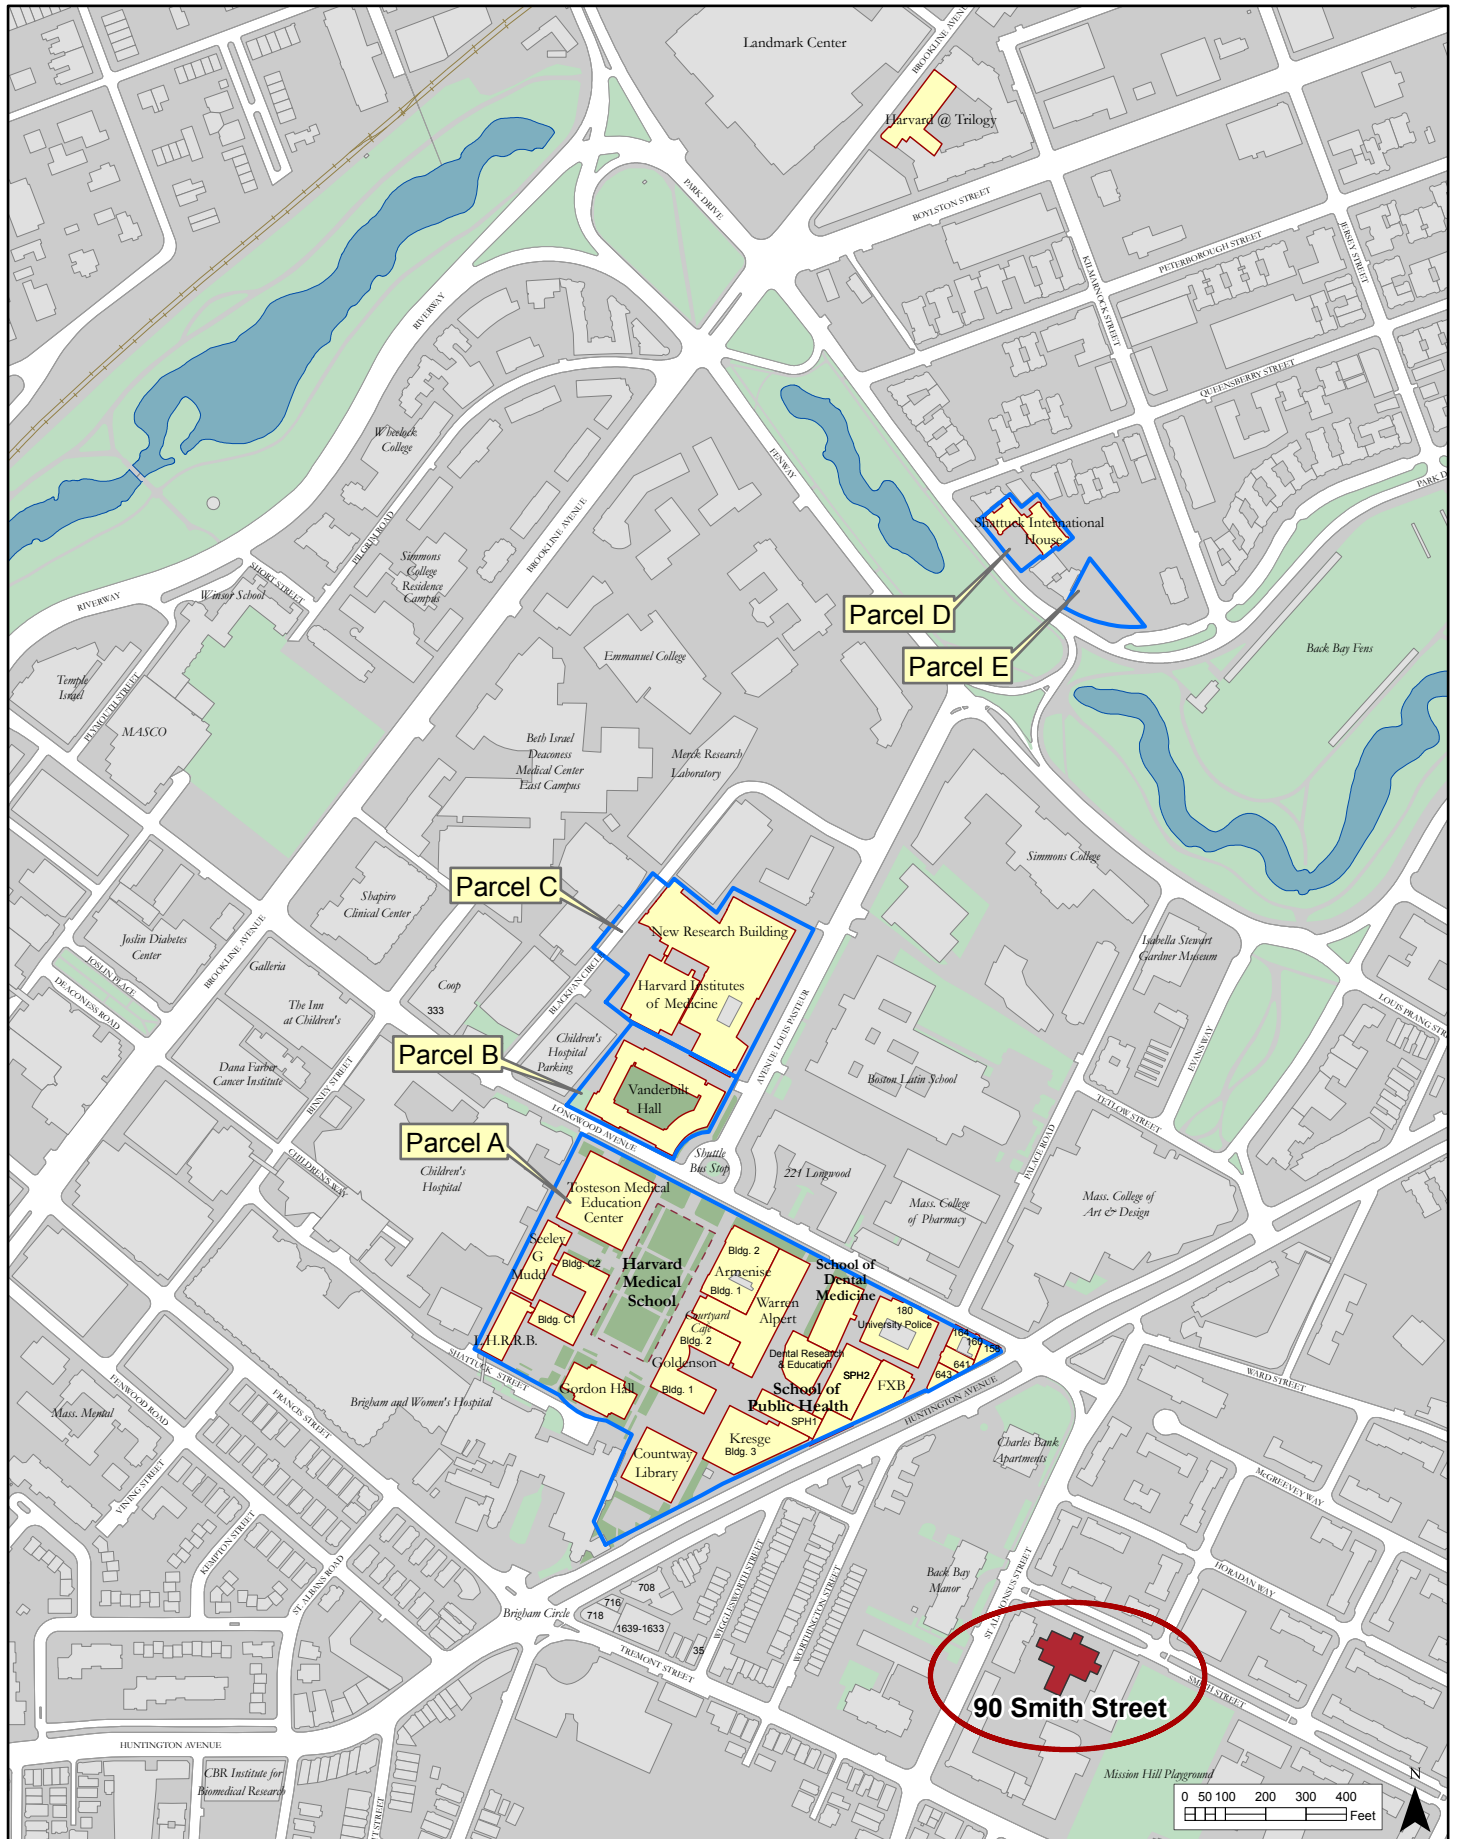 Landmark Center
BROOKLINE AVENUE
Harvard @ Trilogy
PARK DRIVE
BOYLSTON STREET
PETERBOROUGH STREET
JERSEY STREET
KILMARNOCK STREET
RIVERWAY
QUEENSBERRY STREET
Wheelock
College
FENWAY
PARK D
PILGRIM ROAD
BROOKLINE AVENUE
Shattuck International
House
Simmons
College
Residence
Campus
SHORT STREET
Winsor School
RIVERWAY
Parcel D
Parcel E
Back Bay Fens
Emmanuel College
Temple
Israel
PLYMOUTH STREET
MASCO
Beth Israel
Deaconess
Medical Center
East Campus
Merck Research
Laboratory
Simmons College
Parcel C
Shapiro
Clinical Center
New Research Building
Joslin Diabetes
Center
BROOKLINE AVENUE
Isabella Stewart
Gardner Museum
JOSLIN PLACE
DEACONESS ROAD
Galleria
Coop
333
BLACKFAN CIRCLE
Harvard Institutes
of Medicine
The Inn
at Children's
LOUIS PRANG STR
AVENUE LOUIS PASTEUR
EVANS WAY
Children's
Hospital
Parking
Parcel B
Dana Farber
Cancer Institute
BINNEY STREET
Vanderbilt
Hall
Boston Latin School
TETLOW STREET
LONGWOOD AVENUE
PALACE ROAD
Parcel A
CHILDREN'S WAY
Children's
Hospital
Shuttle
Bus Stop
221 Longwood
Mass. College
of Pharmacy
Mass. College of
Art & Design
Tosteson Medical
Education
Center
Seeley
G
Mudd
Bldg. C2
Bldg. C1
L.H.R.R.B.
Harvard
Medical
School
Bldg. 2
Armenise
Bldg. 1
Warren
Alpert
Courtyard
Cafe
Bldg. 2
Goldenson
Bldg. 1
School of
Dental
Medicine
180
University Police
Dental Research
& Education
164
160
158
641
643
SPH2
FXB
School of
Public Health
SPH1
Kresge
Bldg. 3
SHATTUCK STREET
Gordon Hall
Countway
Library
HUNTINGTON AVENUE
WARD STREET
FENWOOD ROAD
FRANCIS STREET
Mass. Mental
Brigham and Women's Hospital
Charles Bank
Apartments
McGREEVEY WAY
VINING STREET
KEMPTON STREET
ST. ALBANS ROAD
Back Bay
Manor
ST ALPHONSUS STREET
HORADAN WAY
Brigham Circle
708
716
718
1639-1633
35
TREMONT STREET
WIGGLESWORTH STREET
WORTHINGTON STREET
SMITH STREET
90 Smith Street
HUNTINGTON AVENUE
CBR Institute for
Biomedical Research
T STREET
Mission Hill Playground
N
0 50 100 200 300 400
Feet